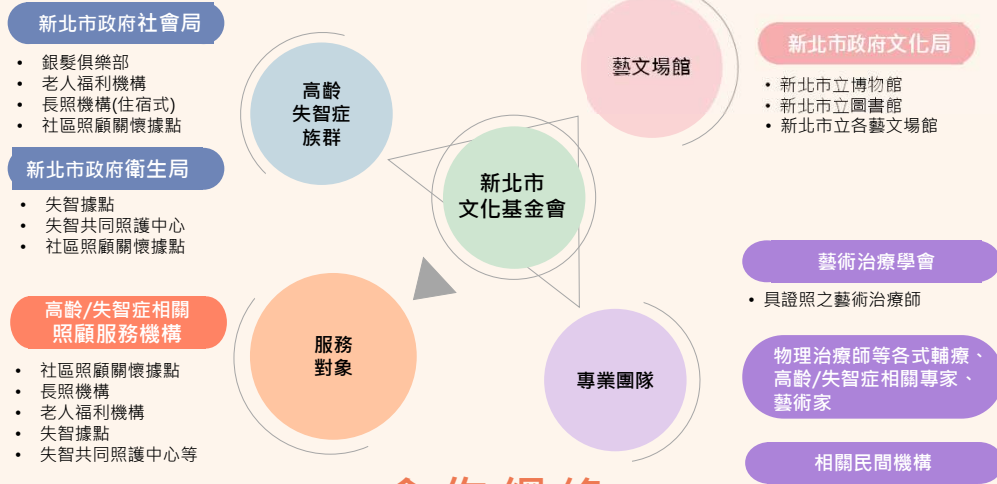 新北市政府社會局
• 銀髮俱樂部
• 老人福利機構
• 長照機構(住宿式)
• 社區照顧關懷據點
新北市政府衛生局
• 失智據點
• 失智共同照護中心
• 社區照顧關懷據點
高齡/失智症相關
照顧服務機構
• 社區照顧關懷據點
• 長照機構
• 老人福利機構
• 失智據點
• 失智共同照護中心等
高齡
失智症
族群
藝文場館
新北市
文化基金會
服務
對象
專業團隊
新北市政府文化局
• 新北市立博物館
• 新北市立圖書館
• 新北市立各藝文場館
藝術治療學會
• 具證照之藝術治療師
物理治療師等各式輔療、
高齡/失智症相關專家、
藝術家
相關民間機構